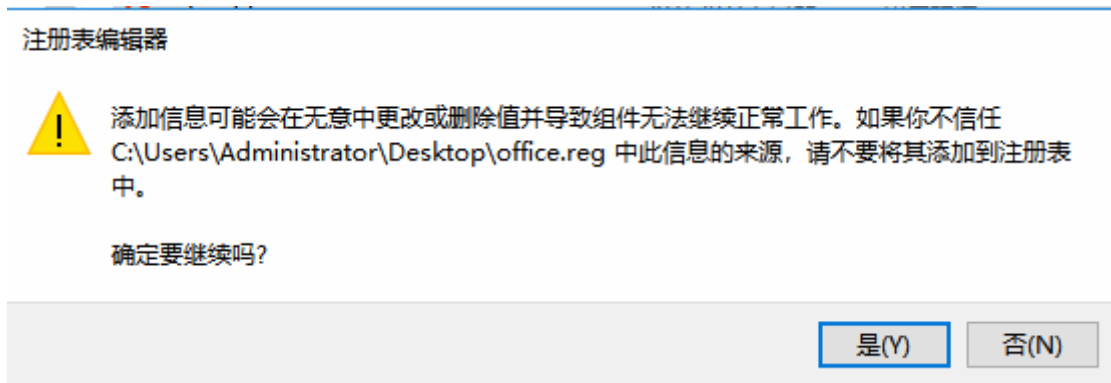 注册表编辑器
添加信息可能会在无意中更改或删除值并导致组件无法继续正常工作。如果你不信任
C:\Users\Administrator\Desktop\office.reg 中此信息的来源，请不要将其添加到注册表
中。
确定要继续吗?
是(Y) 否(N)